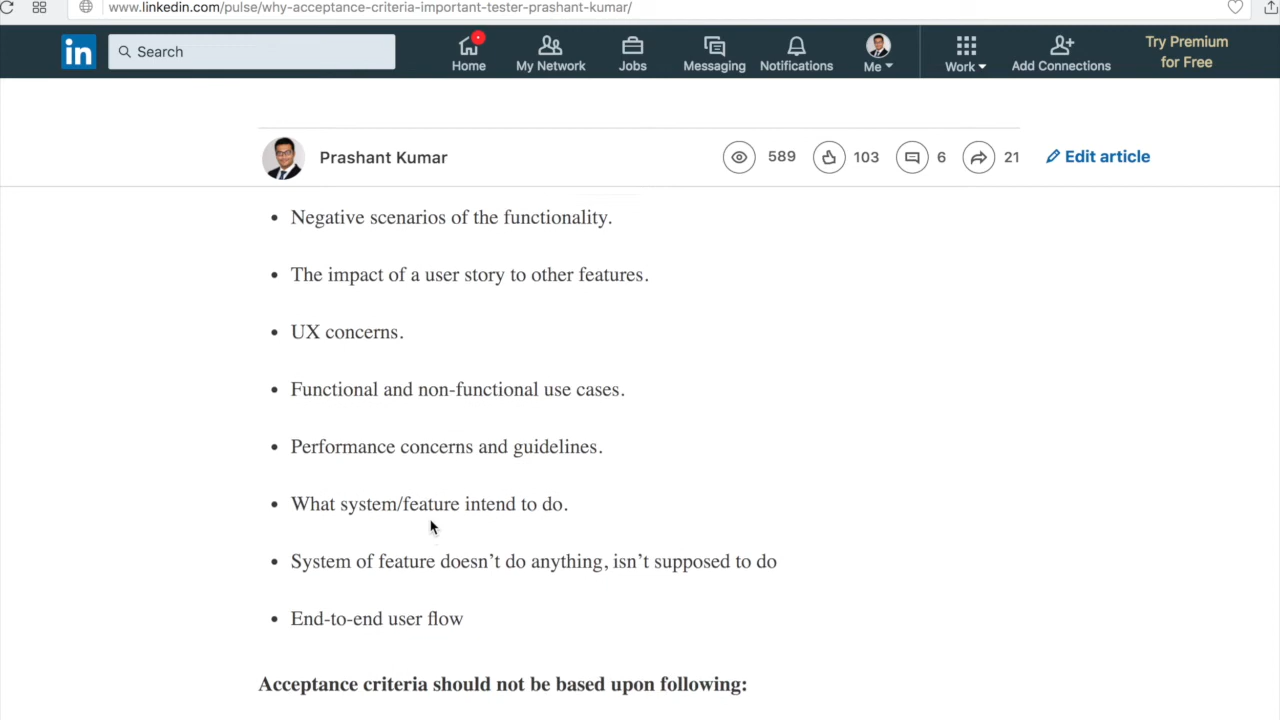 www.linkedin.com/pulse/why-acceptance-criteria-important-tester-prashant-kumar/
in
Search
Home
My Network
Jobs
Messaging
Notifications
Me
Work
Add Connections
Try Premium
for Free
Prashant Kumar
589
103
6
21
Edit article
• Negative scenarios of the functionality.
• The impact of a user story to other features.
• UX concerns.
• Functional and non-functional use cases.
• Performance concerns and guidelines.
• What system/feature intend to do.
• System of feature doesn’t do anything, isn’t supposed to do
• End-to-end user flow
Acceptance criteria should not be based upon following: